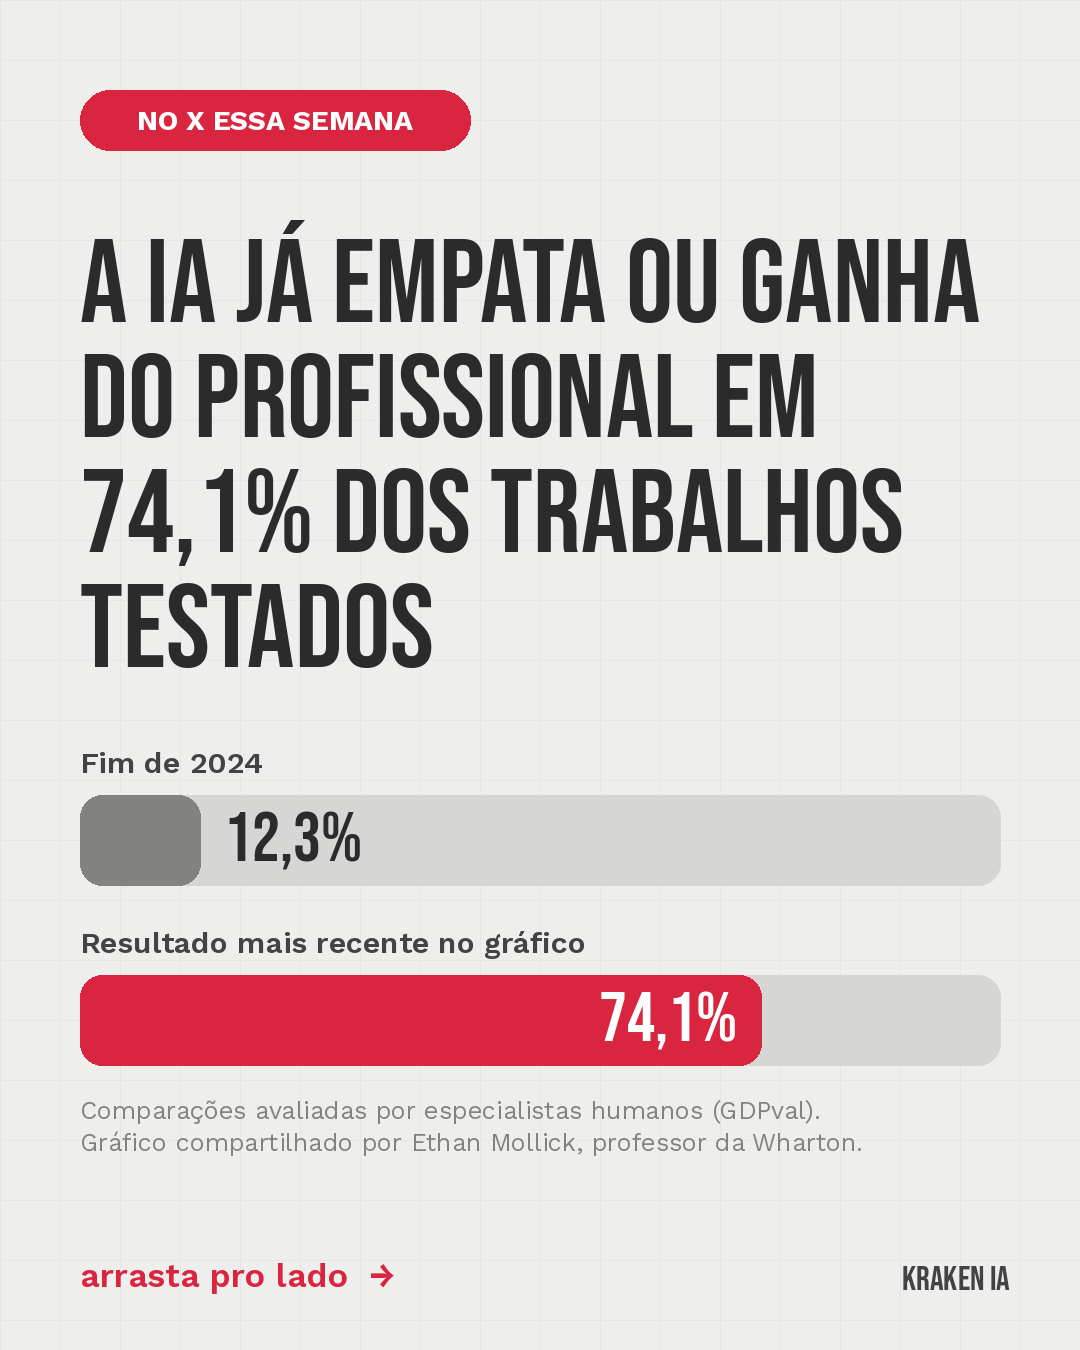 NO X ESSA SEMANA
A IA JÁ EMPATA OU GANHA
DO PROFISSIONAL EM
74,1% DOS TRABALHOS
TESTADOS
Fim de 2024
12,3%
Resultado mais recente no gráfico
74,1%
Comparações avaliadas por especialistas humanos (GDPval).
Gráfico compartilhado por Ethan Mollick, professor da Wharton.
arrasta pro lado →
KRAKEN IA